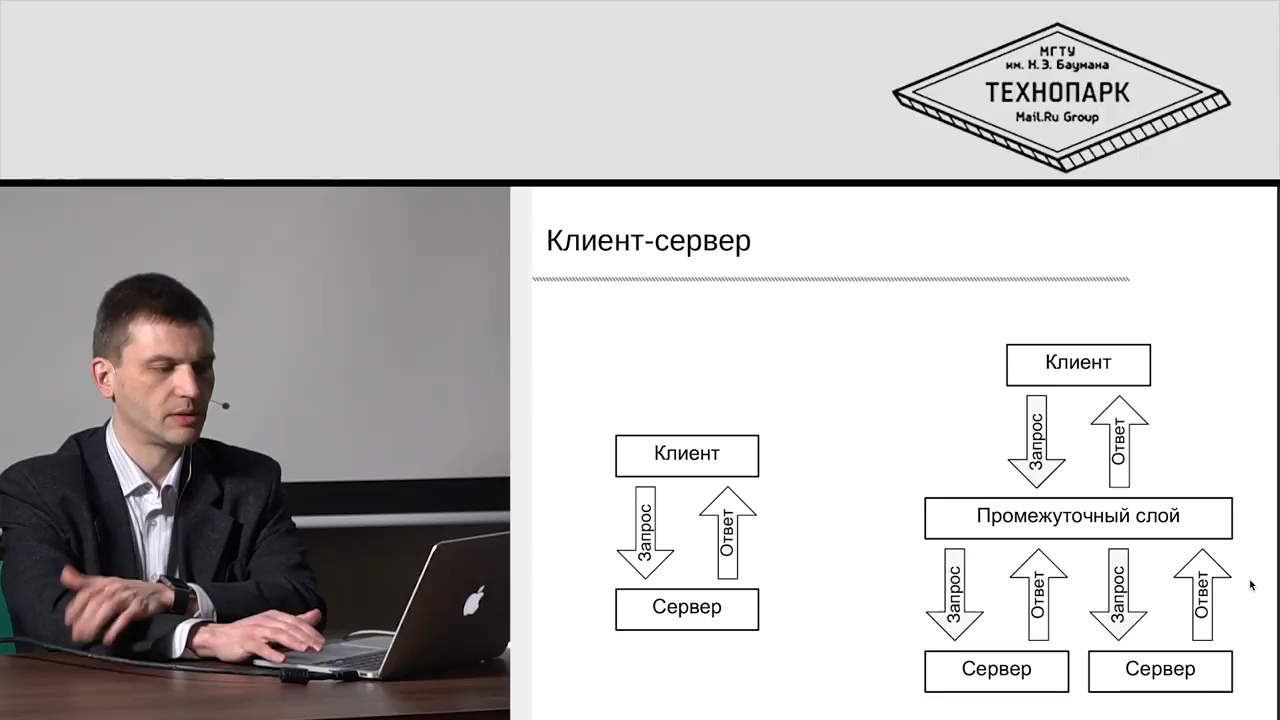 МГТУ
им. Н.Э. Баумана
ТЕХНОПАРК
Mail.Ru Group
Клиент-сервер
Клиент
Запрос
Ответ
Сервер
Клиент
Запрос
Ответ
Промежуточный слой
Запрос
Ответ
Запрос
Ответ
Сервер
Сервер